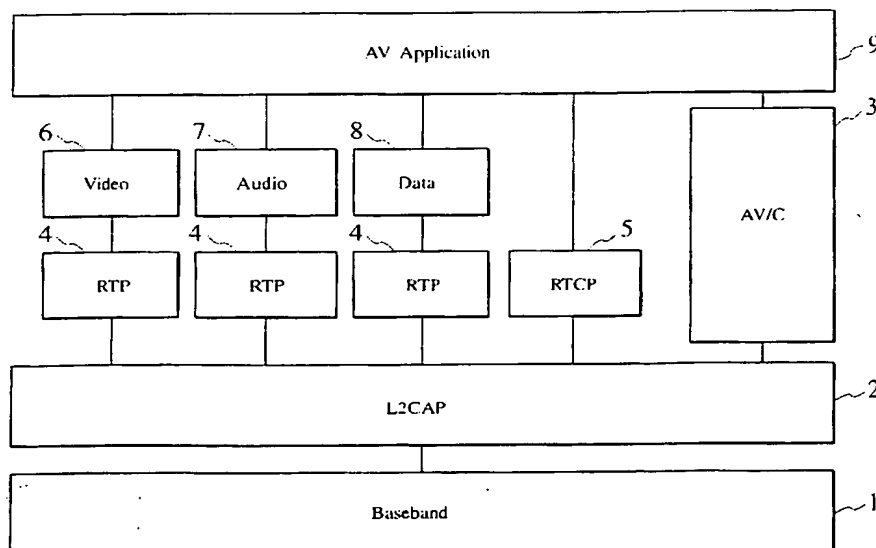 AV Application
9
6
7
8
3
Video
Audio
Data
AV/C
4
4
4
5
RTP
RTP
RTP
RTCP
L2CAP
2
Baseband
1